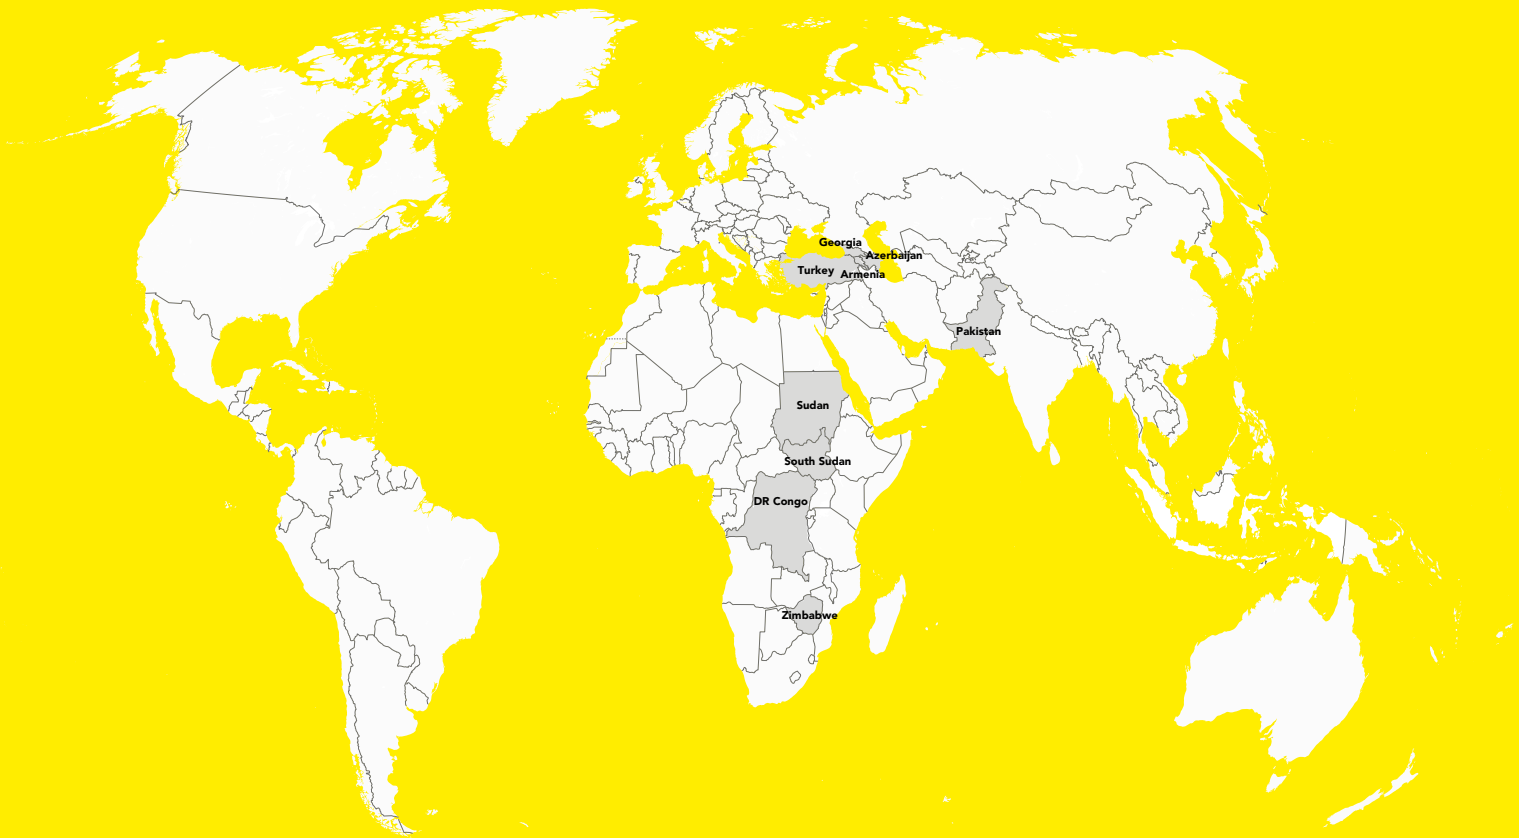 Georgia
Azerbaijan
Turkey
Armenia
Pakistan
Sudan
South Sudan
DR Congo
Zimbabwe